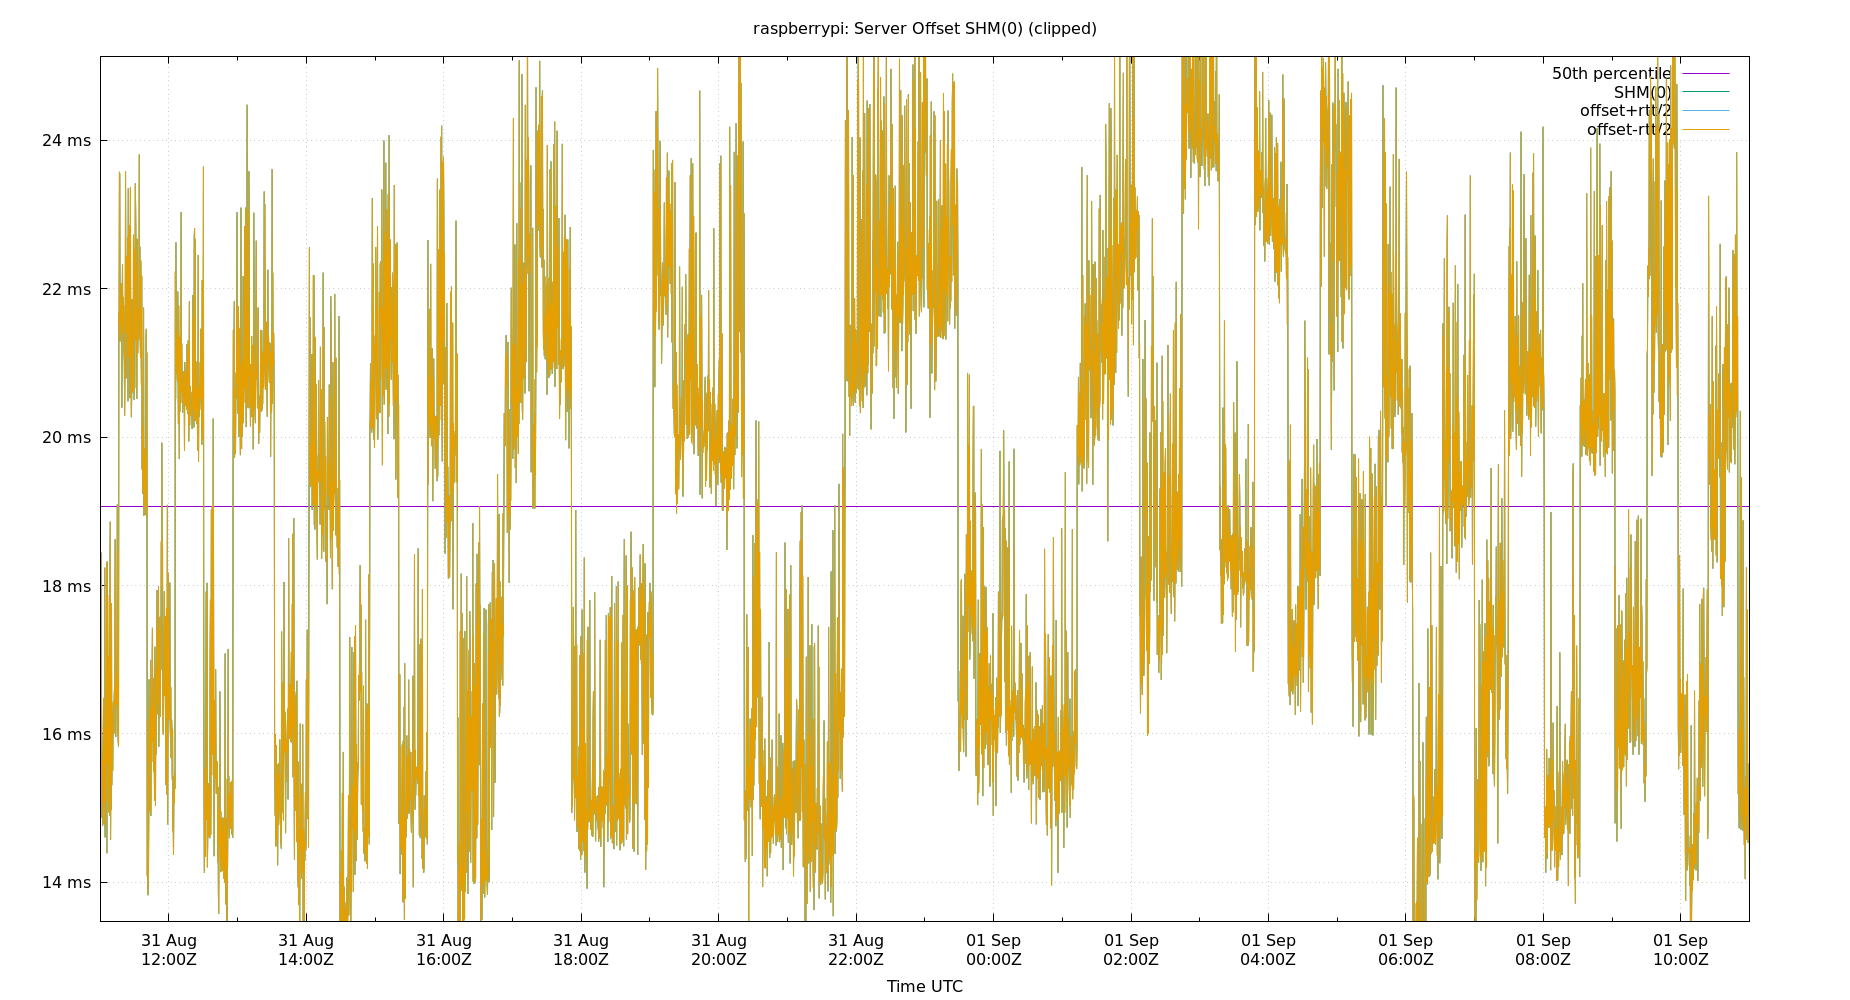 raspberrypi: Server Offset SHM(0) (clipped)
50th percentile
SHM(0)
offset+rtt/2
offset-rtt/2
24 ms
22 ms
20 ms
18 ms
16 ms
14 ms
31 Aug 31 Aug 31 Aug 31 Aug 31 Aug 31 Aug 01 Sep 01 Sep 01 Sep 01 Sep 01 Sep 01 Sep
12:00Z 14:00Z 16:00Z 18:00Z 20:00Z 22:00Z 00:00Z 02:00Z 04:00Z 06:00Z 08:00Z 10:00Z
Time UTC